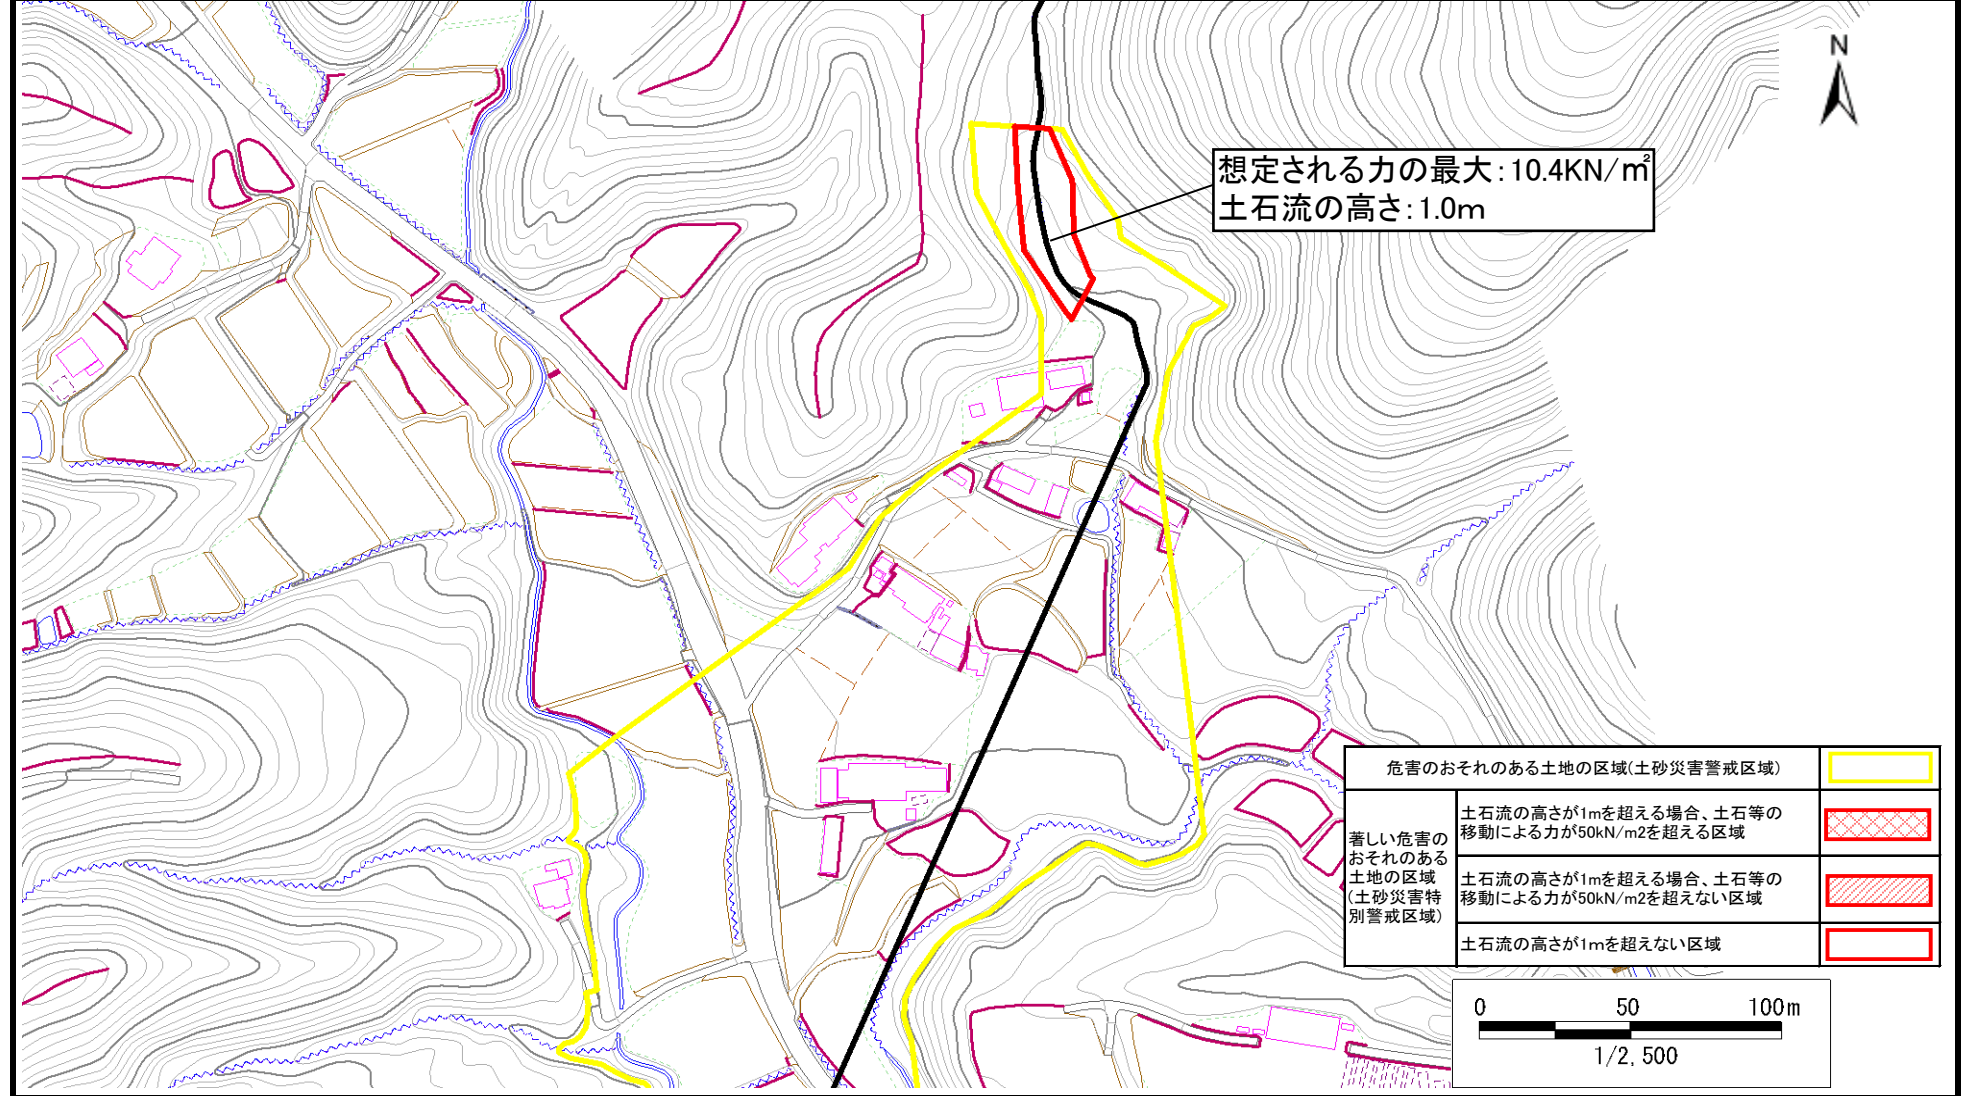 N
想定される力の最大:10.4KN/㎡
土石流の高さ:1.0m
危害のおそれのある土地の区域(土砂災害警戒区域)
著しい危害の
おそれのある
土地の区域
(土砂災害特
別警戒区域)
土石流の高さが1mを超える場合、土石等の
移動による力が50kN/m2を超える区域
土石流の高さが1mを超える場合、土石等の
移動による力が50kN/m2を超えない区域
土石流の高さが1mを超えない区域
0 50 100m
1/2,500